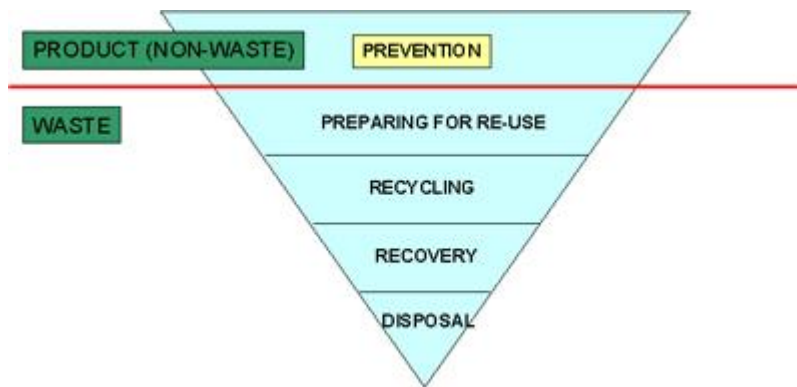 PRODUCT (NON-WASTE)
PREVENTION
WASTE
PREPARING FOR RE-USE
RECYCLING
RECOVERY
DISPOSAL